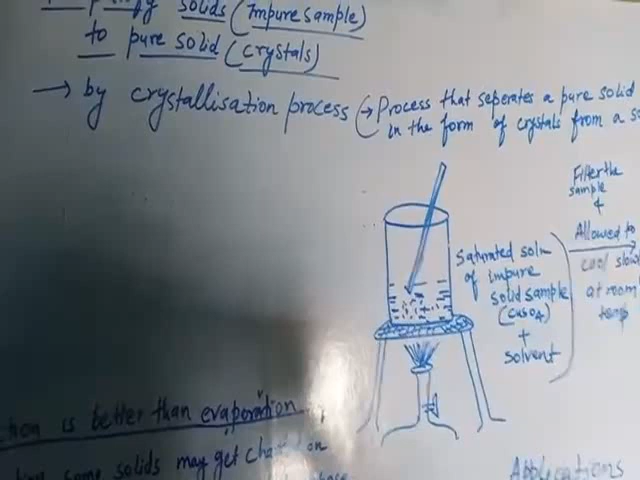 solids (Impure sample)
to pure solid (crystals)
→ by crystallisation process (→ Process that seperates a pure solid
in the form of crystals from a
Filter the
sample
+
Allowed to
cool slow
at room
temp
Saturated soln
of impure
solid sample
(CuSO4)
+
solvent
is better than evaporation
some solids may get
Applications